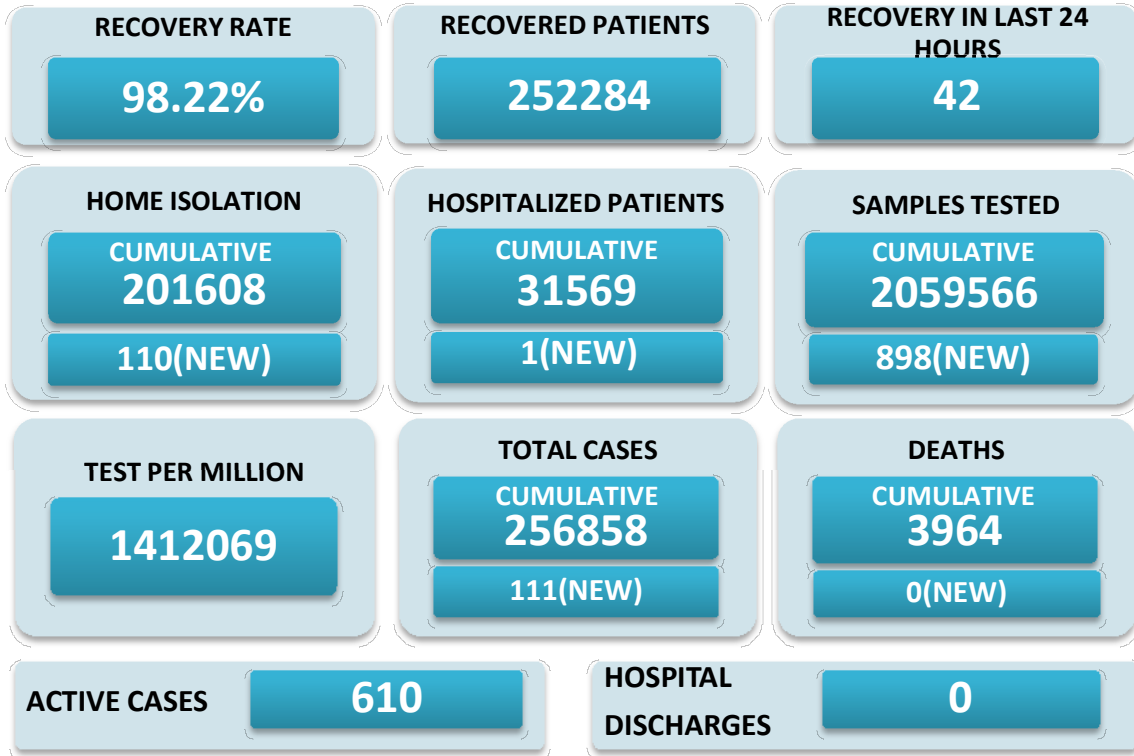 RECOVERY RATE
98.22%
RECOVERED PATIENTS
252284
RECOVERY IN LAST 24
HOURS
42
HOME ISOLATION
CUMULATIVE
201608
110(NEW)
HOSPITALIZED PATIENTS
CUMULATIVE
31569
1(NEW)
SAMPLES TESTED
CUMULATIVE
2059566
898(NEW)
TEST PER MILLION
1412069
TOTAL CASES
CUMULATIVE
256858
111(NEW)
DEATHS
CUMULATIVE
3964
0(NEW)
ACTIVE CASES
610
HOSPITAL
DISCHARGES
0